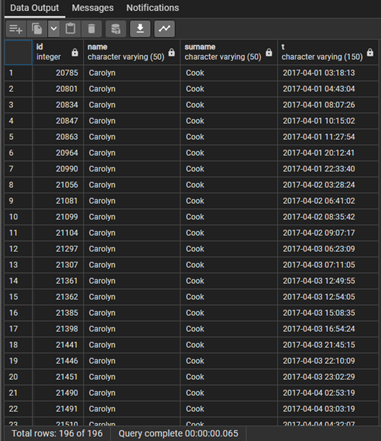 Data Output Messages Notifications
id name surname t
integer character varying (50) character varying (50) character varying (150)
1 20785 Carolyn Cook 2017-04-01 03:18:13
2 20801 Carolyn Cook 2017-04-01 04:43:04
3 20834 Carolyn Cook 2017-04-01 08:07:26
4 20847 Carolyn Cook 2017-04-01 10:15:02
5 20863 Carolyn Cook 2017-04-01 11:27:54
6 20964 Carolyn Cook 2017-04-01 20:12:41
7 20990 Carolyn Cook 2017-04-01 22:33:40
8 21056 Carolyn Cook 2017-04-02 03:28:24
9 21081 Carolyn Cook 2017-04-02 06:41:02
10 21099 Carolyn Cook 2017-04-02 08:35:42
11 21104 Carolyn Cook 2017-04-02 09:07:17
12 21297 Carolyn Cook 2017-04-03 06:23:09
13 21307 Carolyn Cook 2017-04-03 07:11:05
14 21361 Carolyn Cook 2017-04-03 12:49:55
15 21362 Carolyn Cook 2017-04-03 12:54:05
16 21385 Carolyn Cook 2017-04-03 15:08:35
17 21398 Carolyn Cook 2017-04-03 16:54:24
18 21441 Carolyn Cook 2017-04-03 21:45:15
19 21446 Carolyn Cook 2017-04-03 22:10:09
20 21451 Carolyn Cook 2017-04-03 23:02:29
21 21490 Carolyn Cook 2017-04-04 02:53:19
22 21491 Carolyn Cook 2017-04-04 03:03:19
23 21510 Carolyn Cook 2017-04-04 04:32:07
Total rows: 196 of 196 Query complete 00:00:00.065